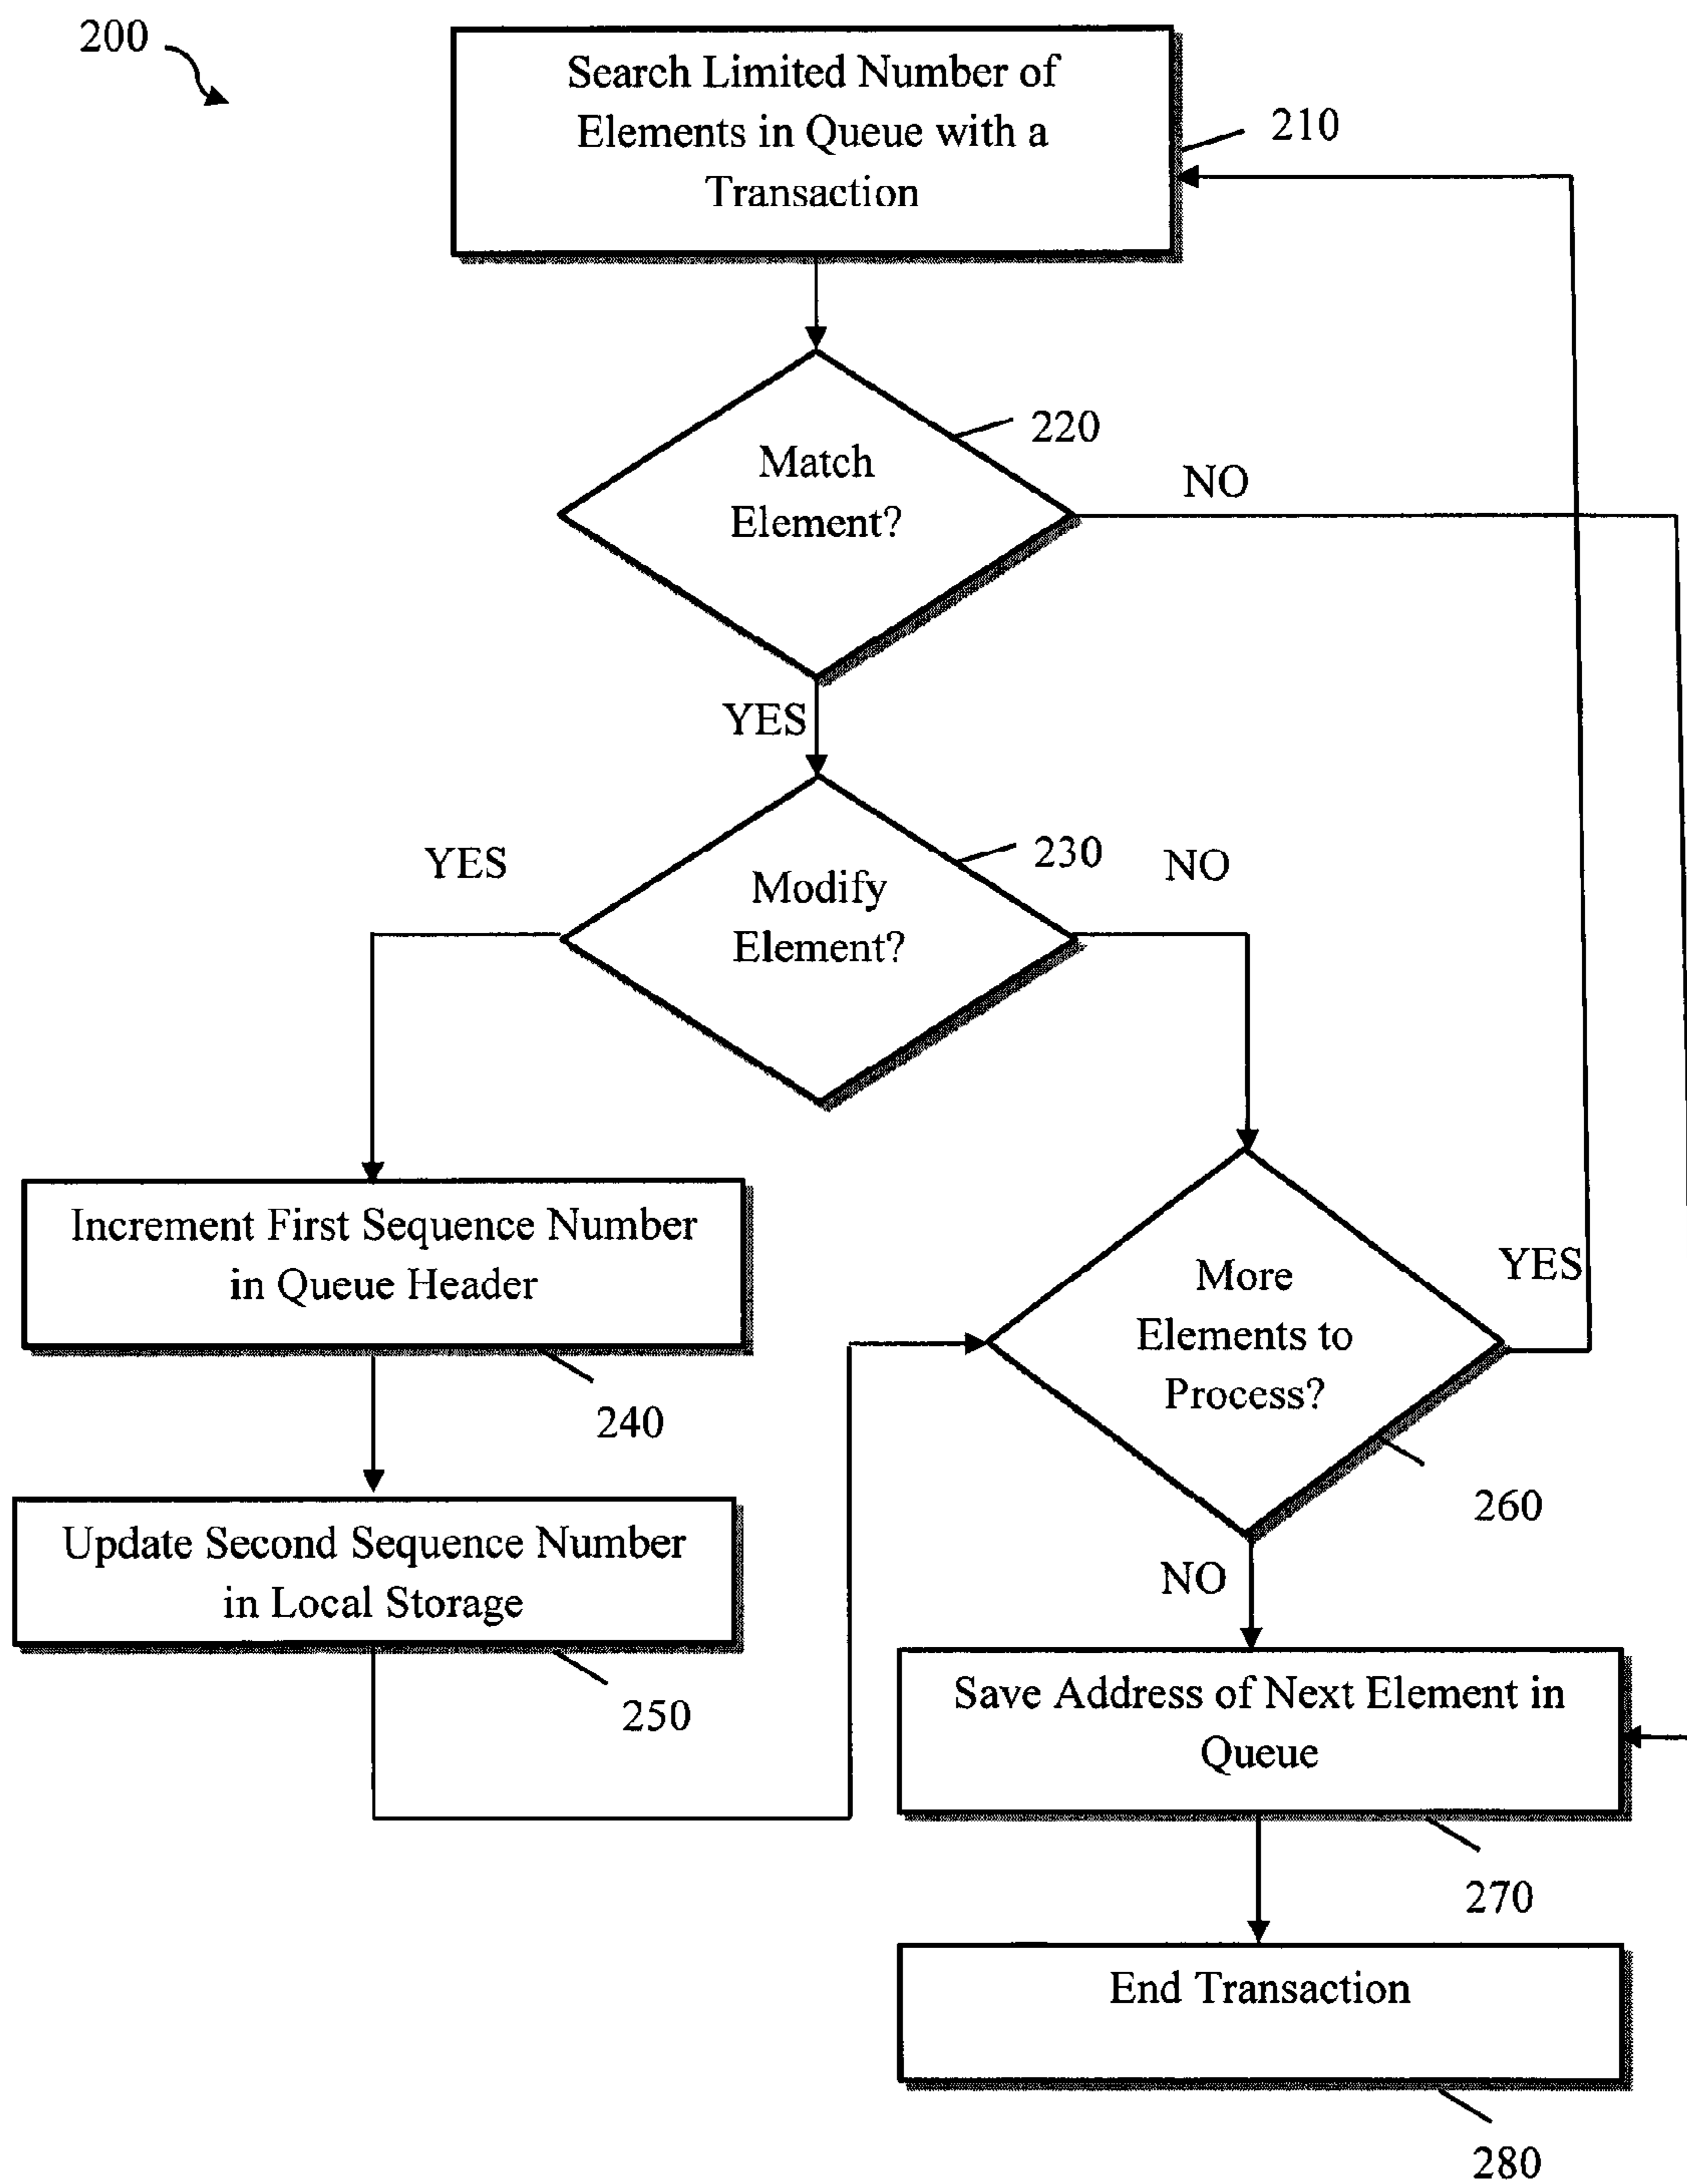 200
Search Limited Number of
Elements in Queue with a
Transaction
210
220
Match
Element?
NO
YES
YES
230
NO
Modify
Element?
Increment First Sequence Number
in Queue Header
240
More
Elements to
Process?
YES
260
Update Second Sequence Number
in Local Storage
250
NO
Save Address of Next Element in
Queue
270
End Transaction
280